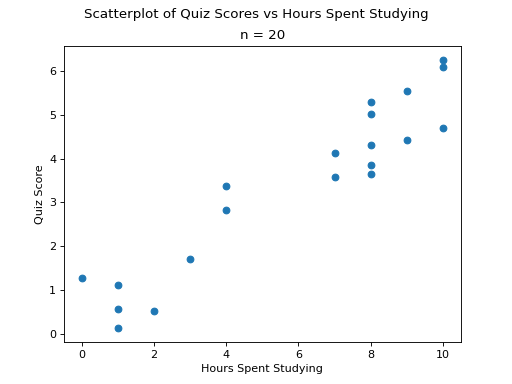 Scatterplot of Quiz Scores vs Hours Spent Studying
n = 20
6
5
4
3
2
1
0
Quiz Score
0 2 4 6 8 10
Hours Spent Studying